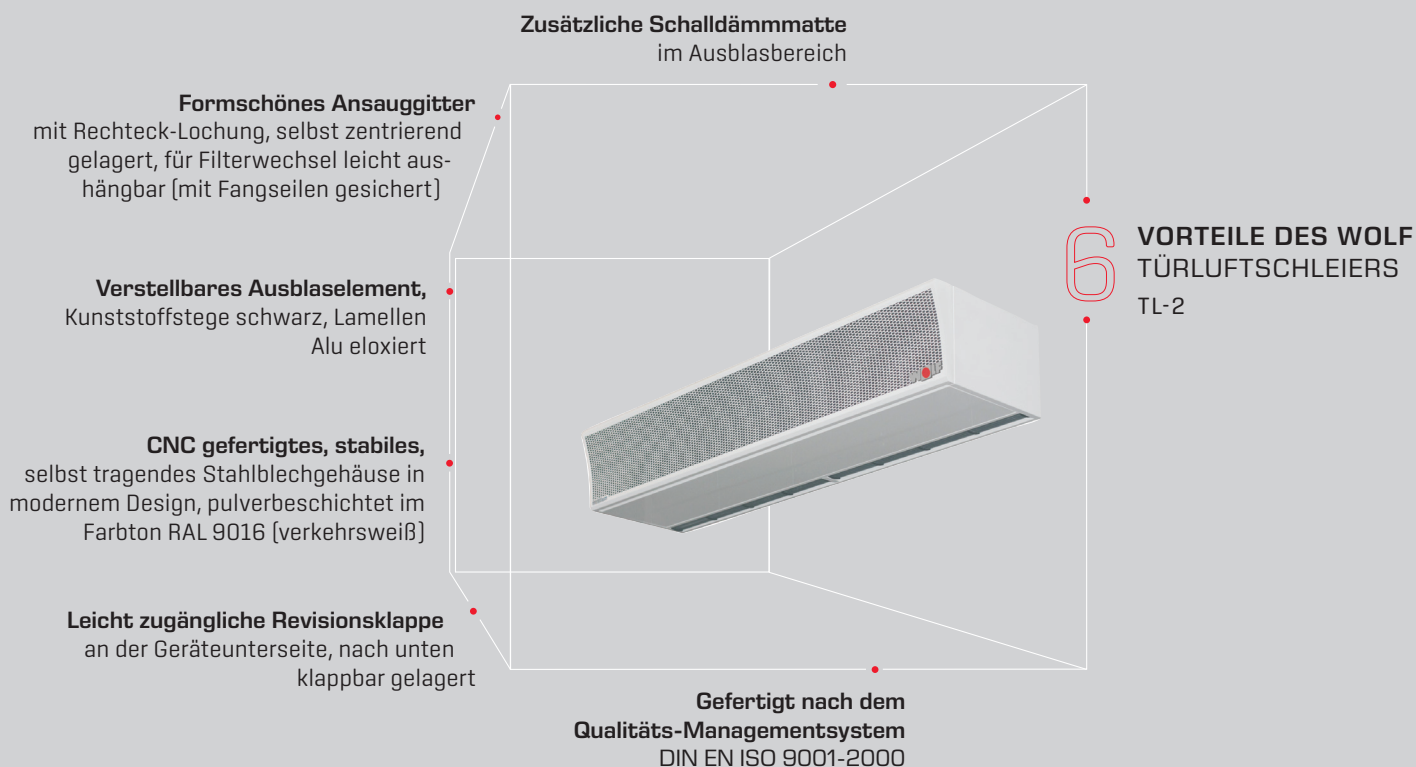 Zusätzliche Schalldämmmatte
im Ausblasbereich
Formschönes Ansauggitter
mit Rechteck-Lochung, selbst zentrierend
gelagert, für Filterwechsel leicht aus-
hängbar (mit Fangseilen gesichert)
6
VORTEILE DES WOLF
TÜRLUFTSCHLEIERS
TL-2
Verstellbares Ausblaselement,
Kunststoffstege schwarz, Lamellen
Alu eloxiert
CNC gefertigtes, stabiles,
selbst tragendes Stahlblechgehäuse in
modernem Design, pulverbeschichtet im
Farbton RAL 9016 (verkehrsweiß)
Leicht zugängliche Revisionsklappe
an der Geräteunterseite, nach unten
klappbar gelagert
Gefertigt nach dem
Qualitäts-Managementsystem
DIN EN ISO 9001-2000